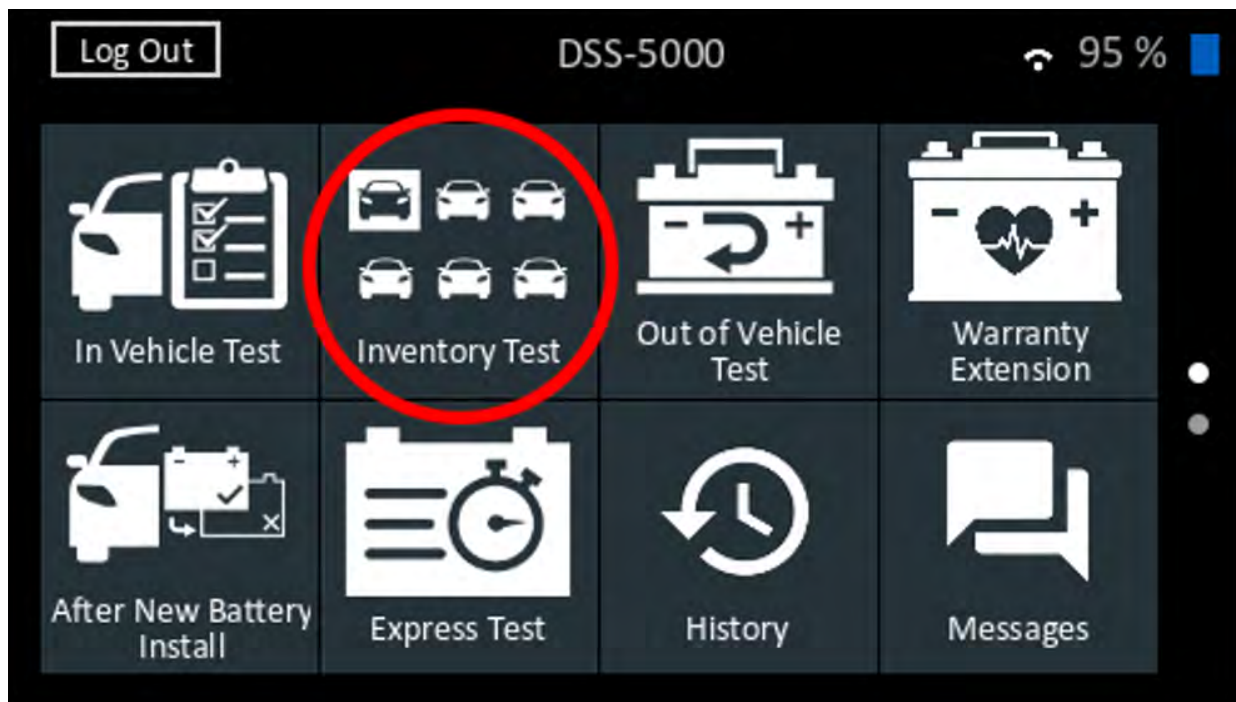 Log Out
DSS-5000
95 %
In Vehicle Test
Inventory Test
Out of Vehicle
Test
Warranty
Extension
After New Battery
Install
Express Test
History
Messages